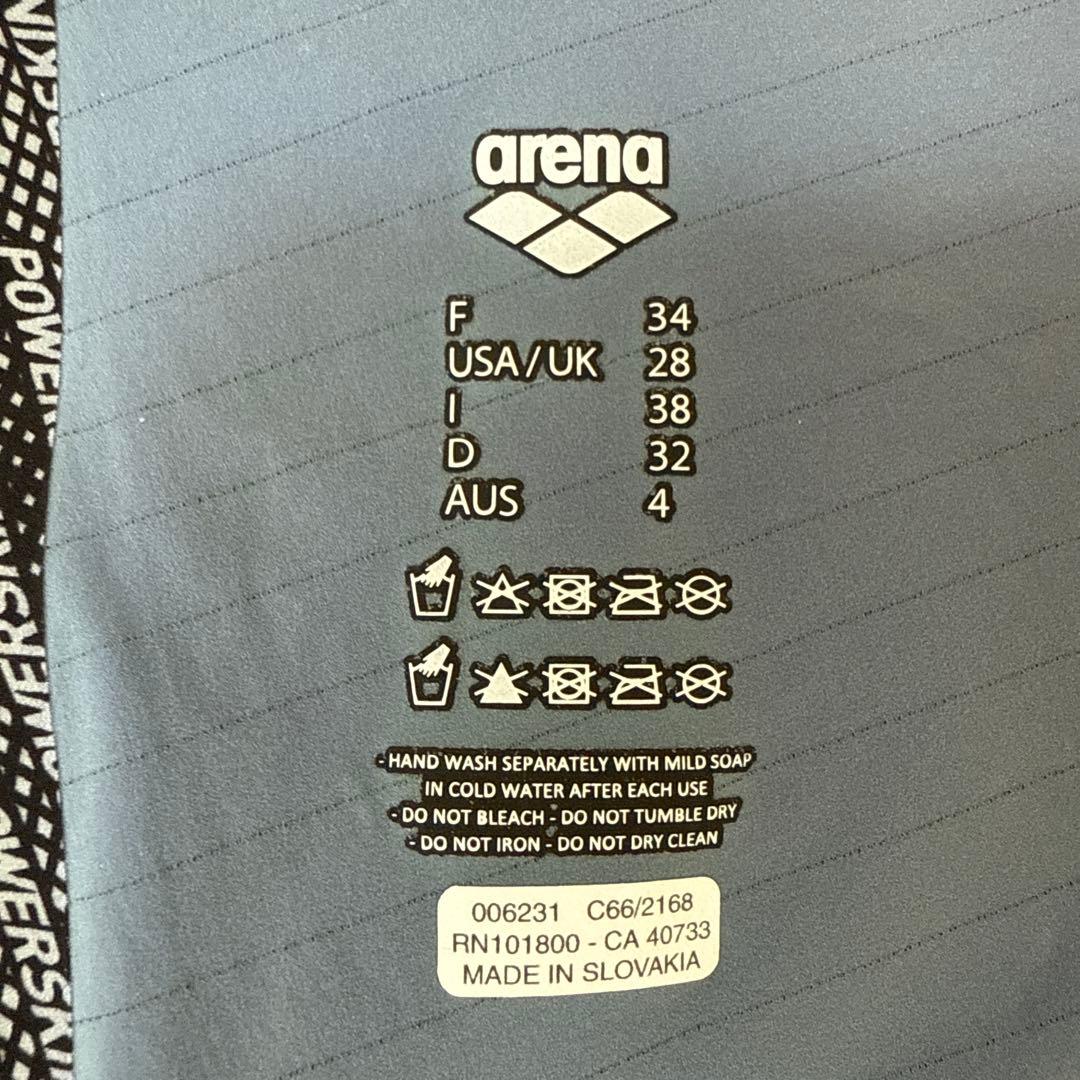 arena
F 34
USA/UK 28
I 38
D 32
AUS 4
- HAND WASH SEPARATELY WITH MILD SOAP
IN COLD WATER AFTER EACH USE
- DO NOT BLEACH - DO NOT TUMBLE DRY
- DO NOT IRON - DO NOT DRY CLEAN
006231 C66/2168
RN101800 - CA 40733
MADE IN SLOVAKIA
POWER